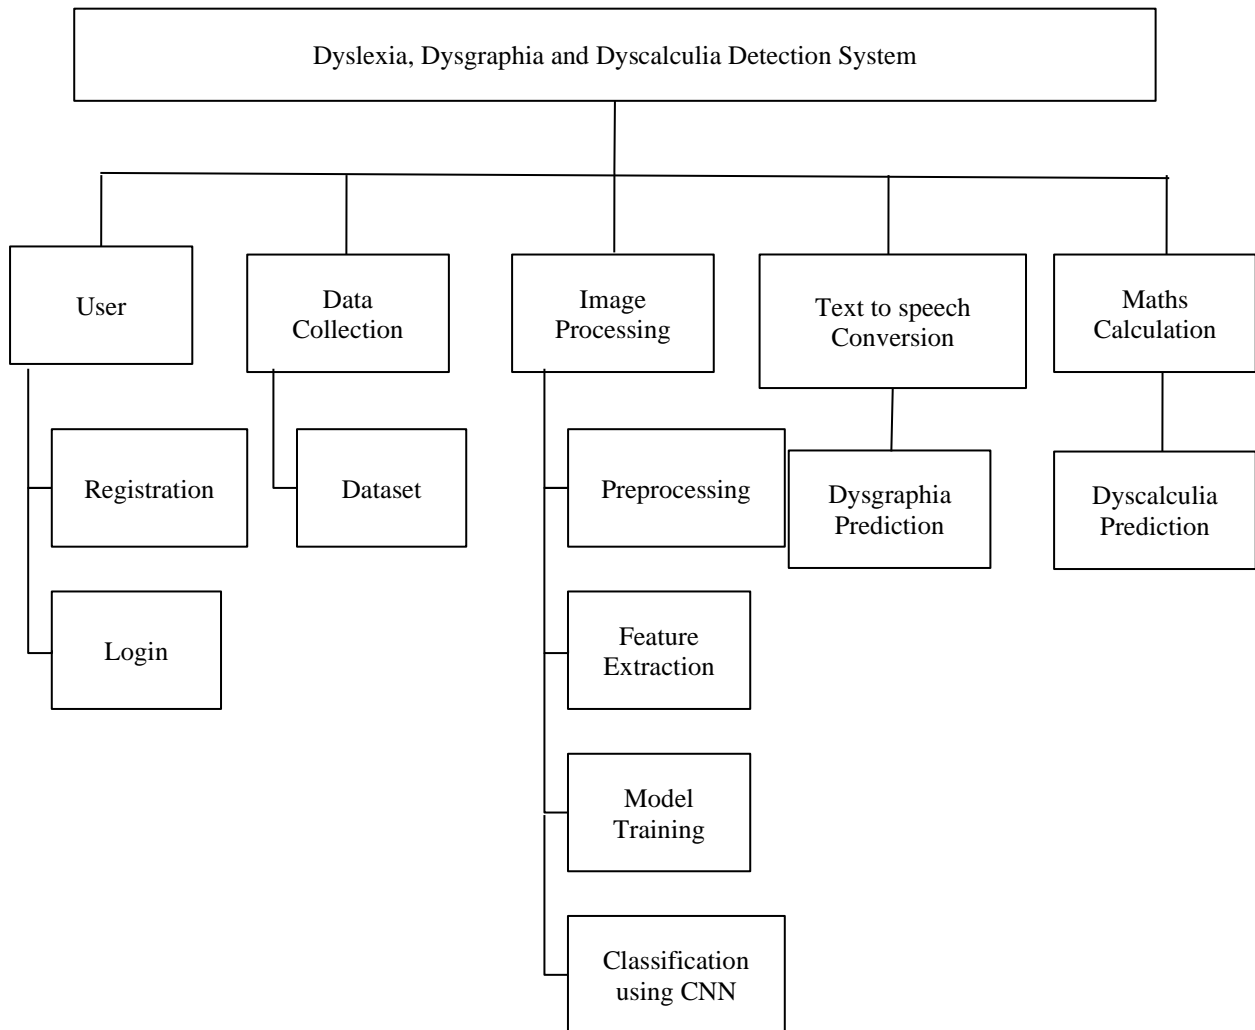 Dyslexia, Dysgraphia and Dyscalculia Detection System
User
Data
Collection
Image
Processing
Text to speech
Conversion
Maths
Calculation
Registration
Dataset
Preprocessing
Dysgraphia
Prediction
Dyscalculia
Prediction
Login
Feature
Extraction
Model
Training
Classification
using CNN